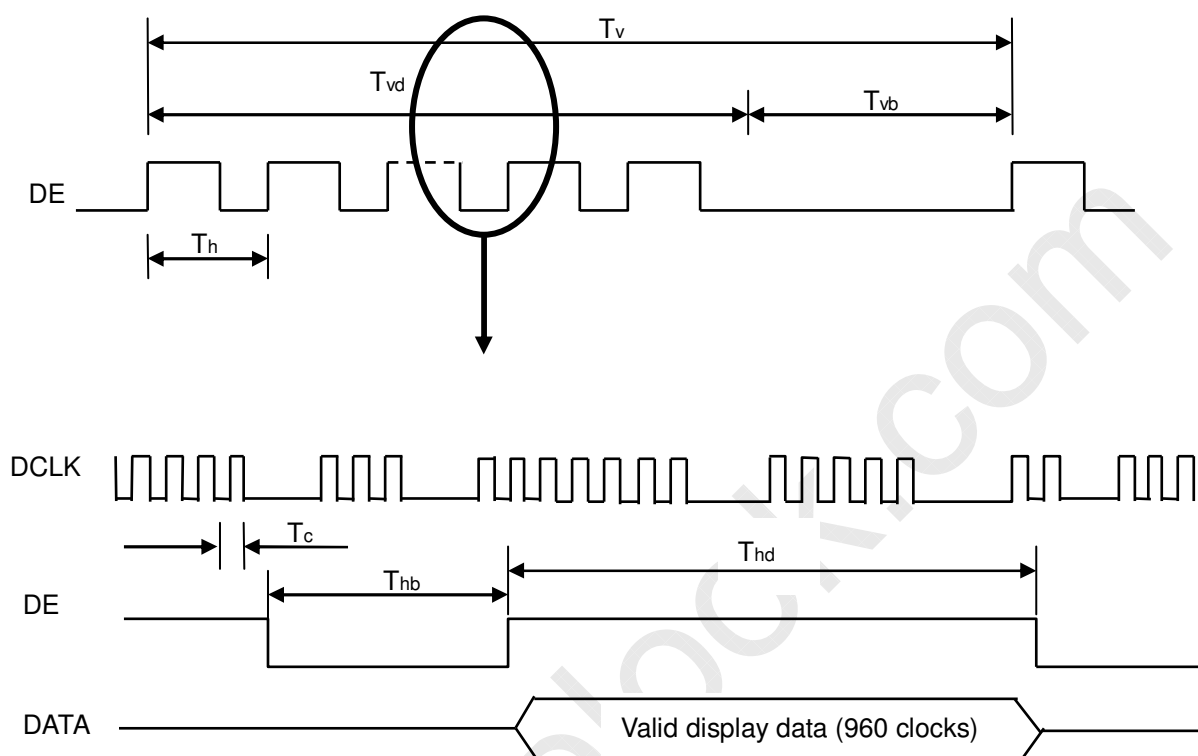 Tv
Tvd
Tvb
DE
Th
DCLK
Tc
Thd
Thb
DE
DATA
Valid display data (960 clocks)